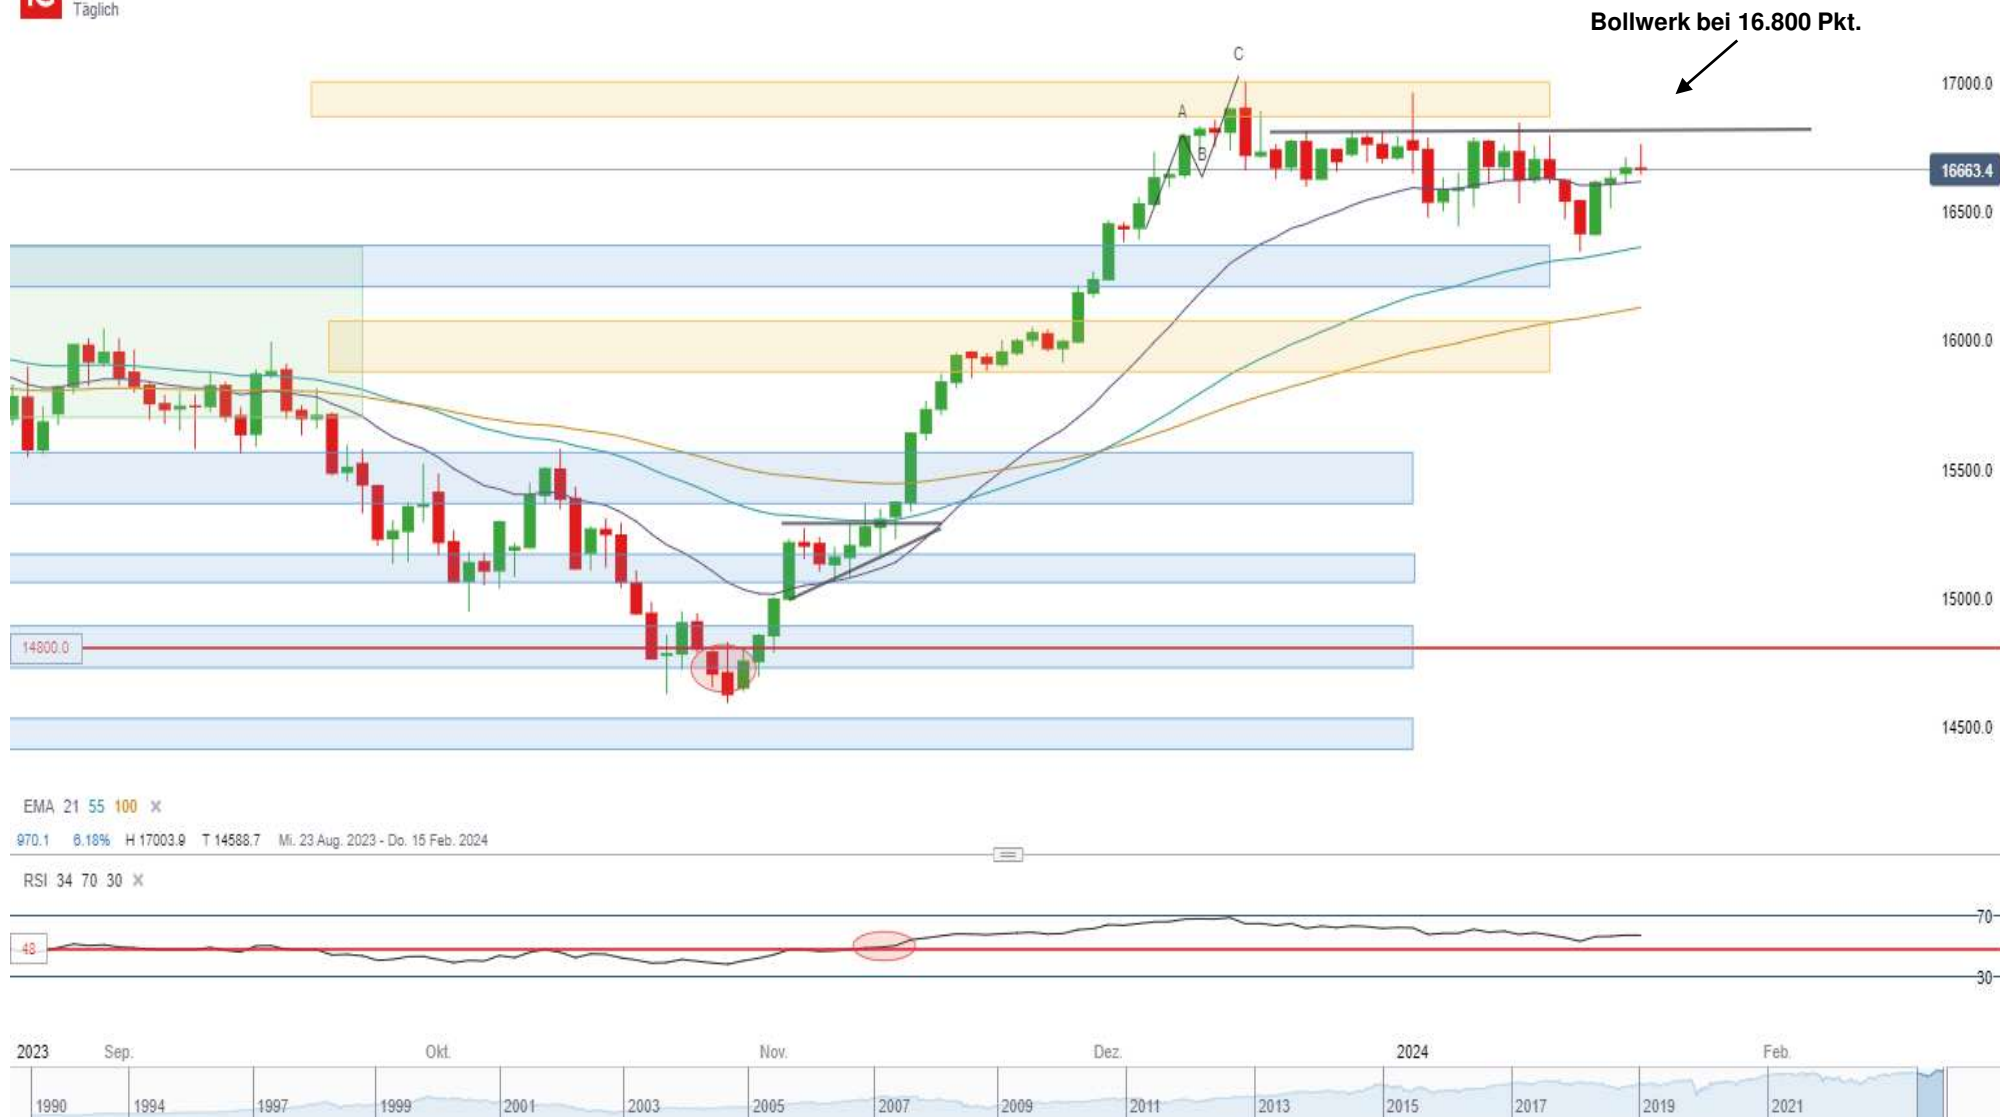 Täglich
Bollwerk bei 16.800 Pkt.
C
A
B
17000.0
16663.4
16500.0
16000.0
15500.0
15000.0
14800.0
14500.0
EMA 21 55 100 ×
970.1 6.18% H 17003.9 T 14588.7 Mi. 23 Aug. 2023 - Do. 15 Feb. 2024
RSI 34 70 30 ×
70
48
30
2023 Sep. Okt. Nov. Dez. 2024 Feb.
1990 1994 1997 1999 2001 2003 2005 2007 2009 2011 2013 2015 2017 2019 2021